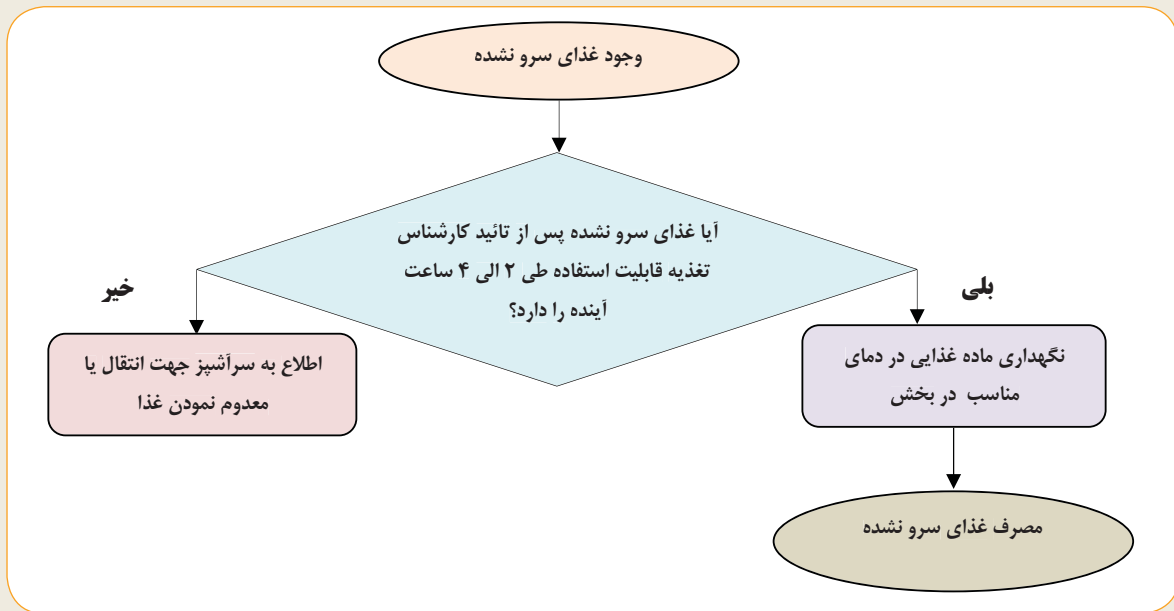 وجود غذای سرو نشده
آیا غذای سرو نشده پس از تائید کارشناس
تغذیه قابلیت استفاده طی ۲ الی ۴ ساعت
آینده را دارد؟
بلی
خیر
نگهداری ماده غذایی در دمای
مناسب در بخش
اطلاع به سرآشپز جهت انتقال یا
معدوم نمودن غذا
مصرف غذای سرو نشده